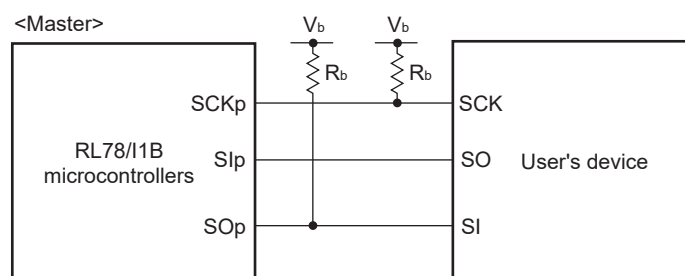 <Master>
Vb
Vb
Rb
Rb
SCKp
SCK
RL78/I1B
microcontrollers
SIp
SO
User's device
SOp
SI